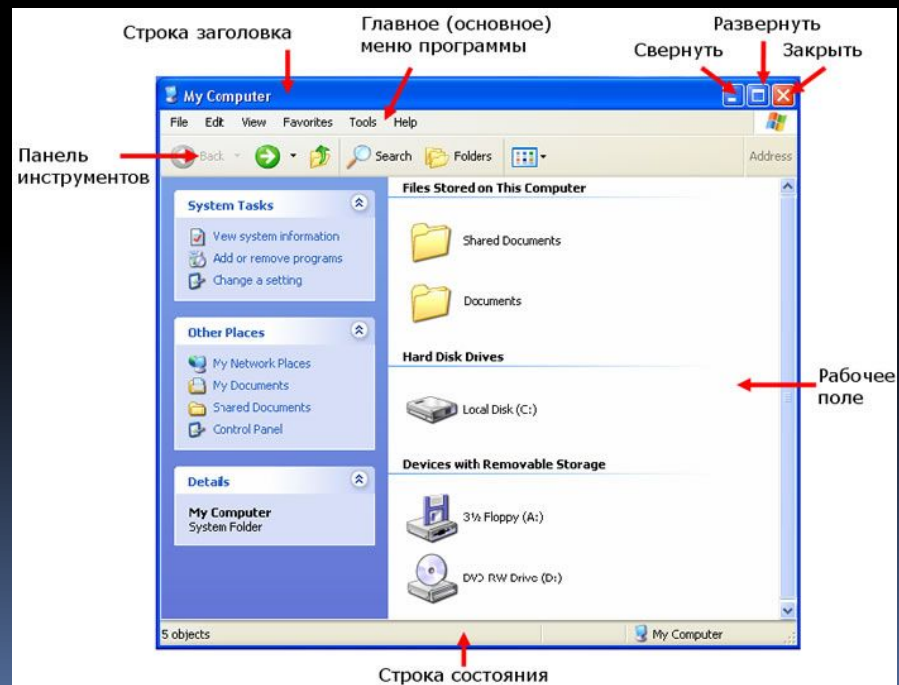 Строка заголовка
Главное (основное)
меню программы
Развернуть
Свернуть
Закрыть
My Computer
File Edit View Favorites Tools Help
Панель
инструментов
Back
Search
Folders
Address
System Tasks
View system information
Add or remove programs
Change a setting
Other Places
My Network Places
My Documents
Shared Documents
Control Panel
Details
My Computer
System Folder
Files Stored on This Computer
Shared Documents
Documents
Hard Disk Drives
Local Disk (C:)
Devices with Removable Storage
3½ Floppy (A:)
DVD-RW Drive (D:)
Рабочее
поле
5 objects
My Computer
Строка состояния